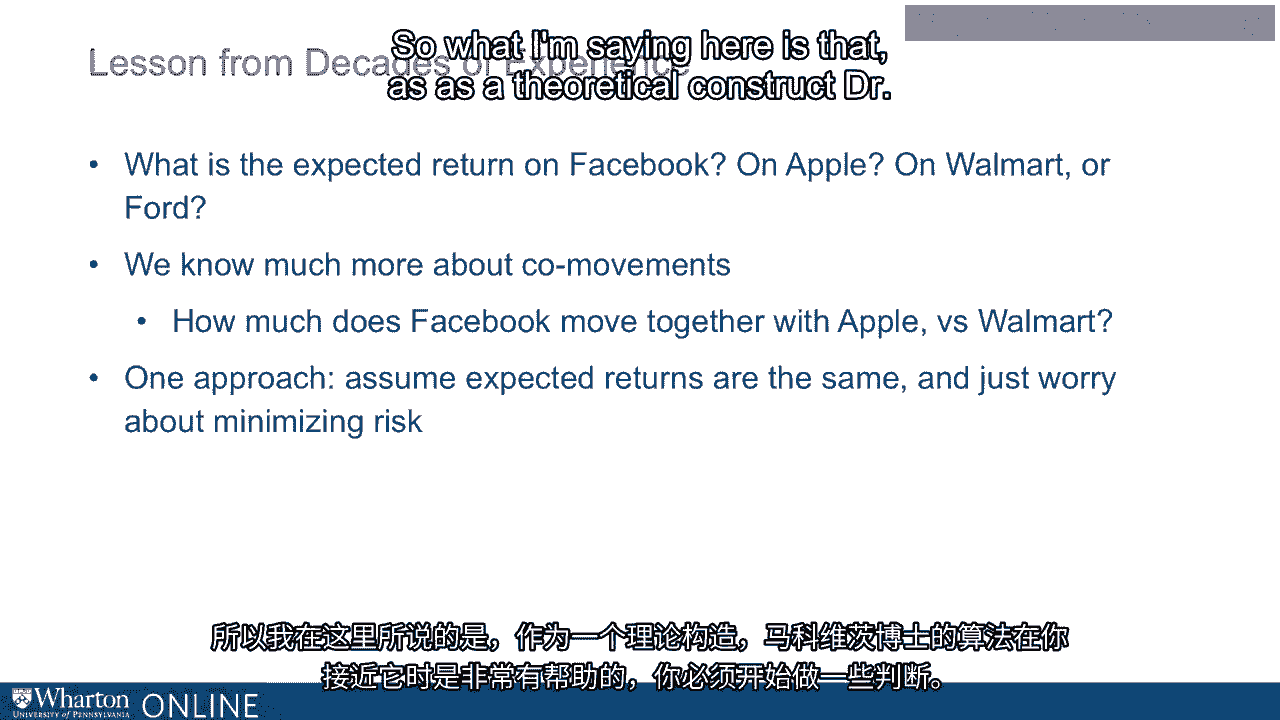 So what I'm saying here is that,
as as a theoretical construct Dr.
Lesson from Decades of Experience
• What is the expected return on Facebook? On Apple? On Walmart, or
Ford?
• We know much more about co-movements
• How much does Facebook move together with Apple, vs Walmart?
• One approach: assume expected returns are the same, and just worry
about minimizing risk
所以我在这里所说的是，作为一个理论构造，马科维茨博士的算法在你
接近它时是非常有帮助的，你必须开始做一些判断。
Wharton ONLINE
UNIVERSITY of PENNSYLVANIA